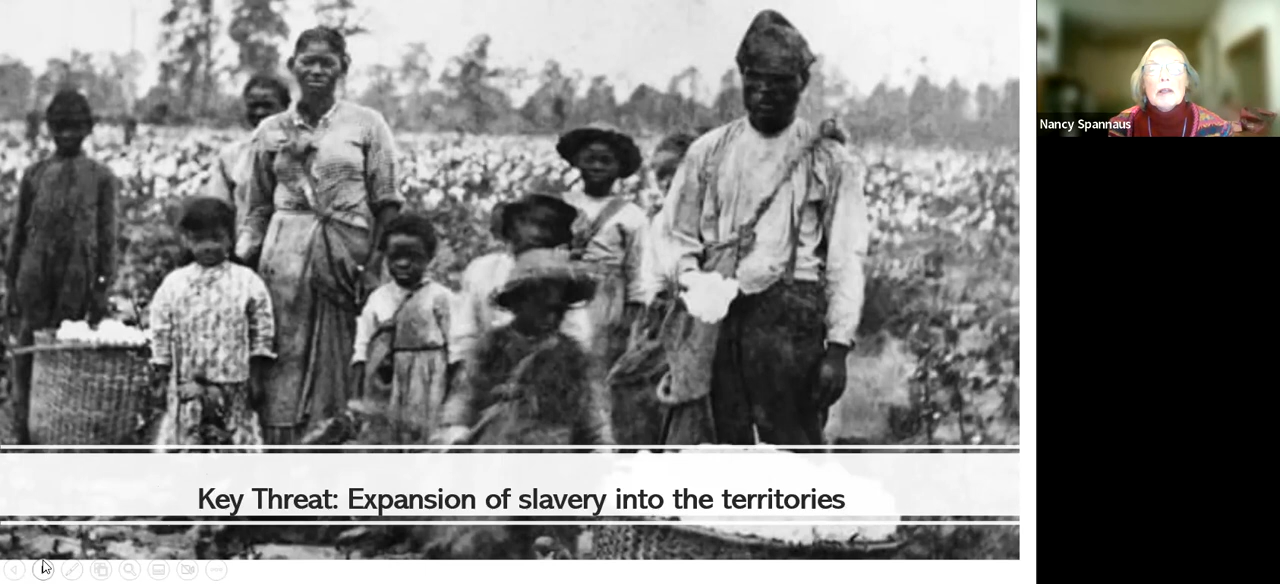 Nancy Spannaus
Key Threat: Expansion of slavery into the territories